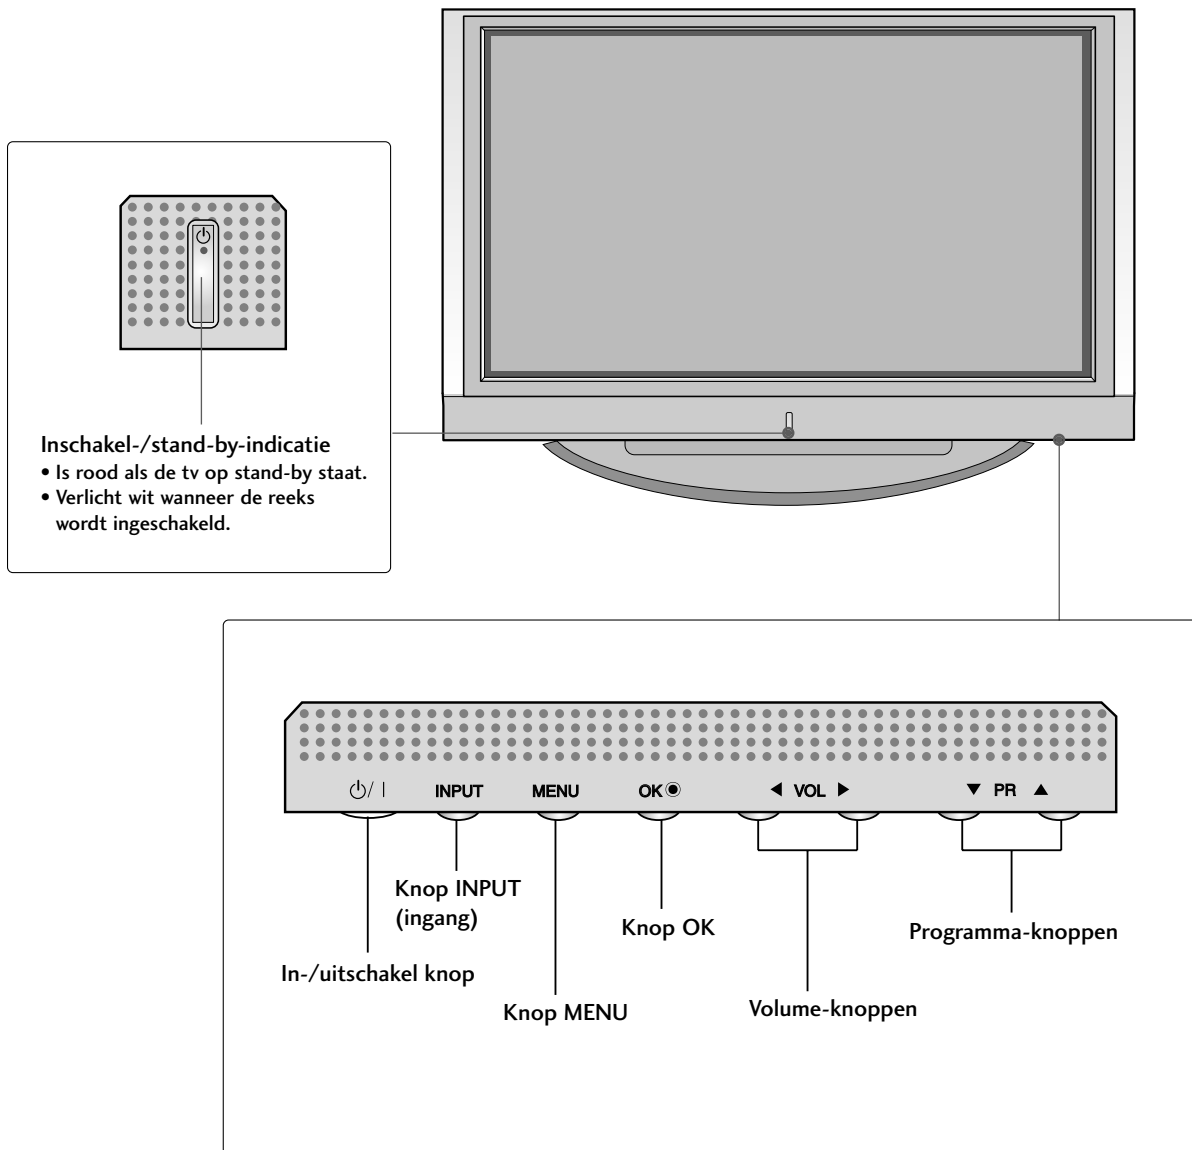 Inschakel-/stand-by-indicatie
• Is rood als de tv op stand-by staat.
• Verlicht wit wanneer de reeks
wordt ingeschakeld.
⏻/ I INPUT MENU OK◉ ◀ VOL ▶ ▼ PR ▲
Knop INPUT
(ingang)
Knop OK
Programma-knoppen
In-/uitschakel knop
Knop MENU
Volume-knoppen